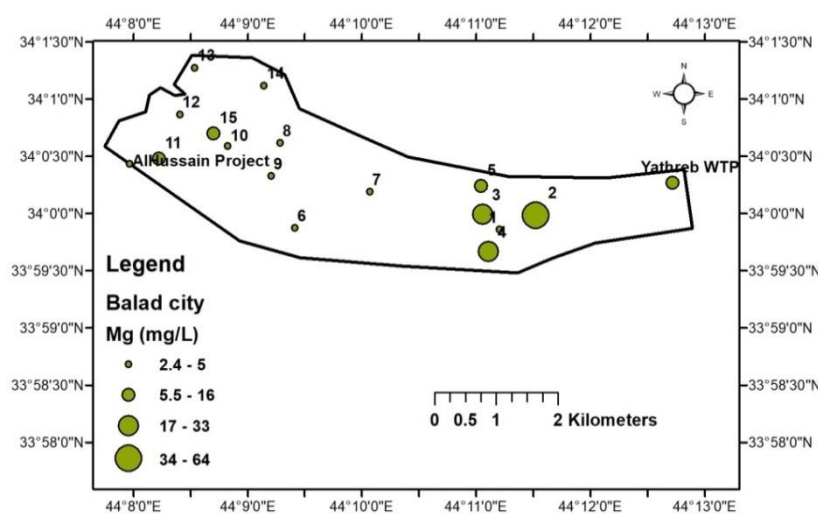 44°8'0"E 44°9'0"E 44°10'0"E 44°11'0"E 44°12'0"E 44°13'0"E
34°1'30"N 34°1'30"N
13
14
34°1'0"N 34°1'0"N
12
15
10
8
11
34°0'30"N 34°0'30"N
AlHussain Project
9
7
5
Yathreb WTP
3
2
6
1
4
34°0'0"N 34°0'0"N
N
W E
S
33°59'30"N 33°59'30"N
Legend
Balad city
Mg (mg/L)
2.4 - 5
5.5 - 16
17 - 33
34 - 64
33°59'0"N 33°59'0"N
33°58'30"N 33°58'30"N
0 0.5 1 2 Kilometers
33°58'0"N 33°58'0"N
44°8'0"E 44°9'0"E 44°10'0"E 44°11'0"E 44°12'0"E 44°13'0"E